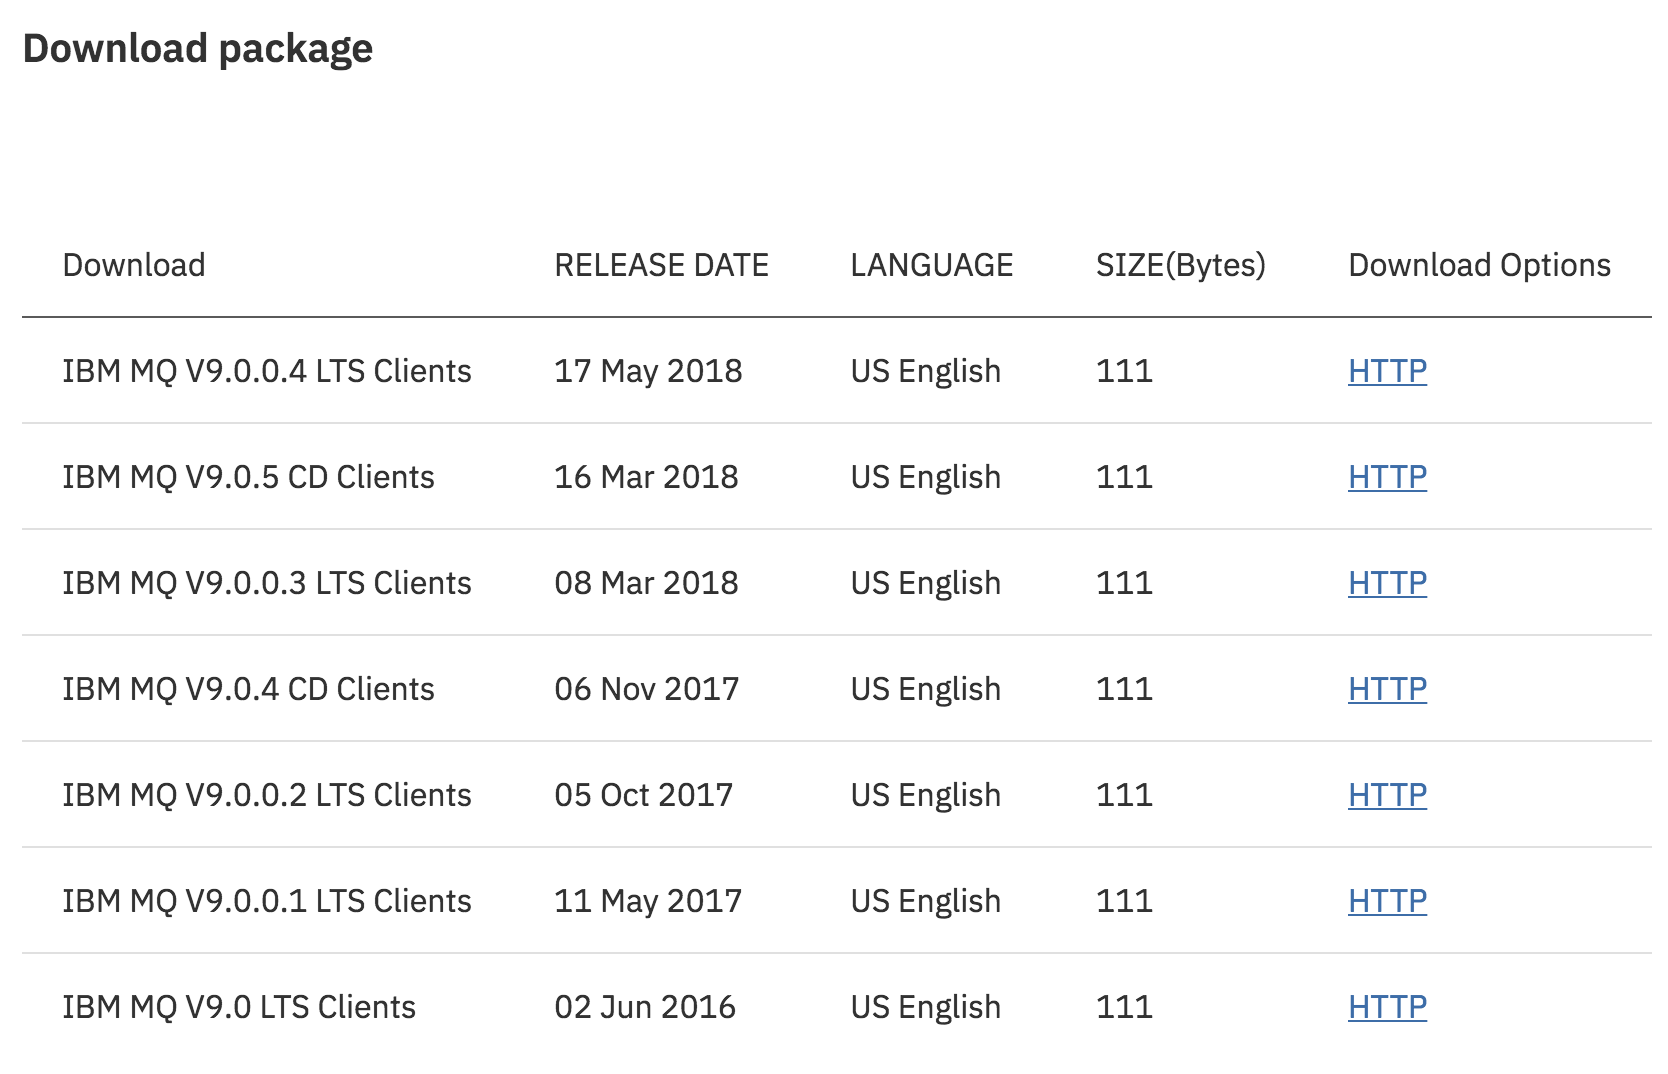 Download package
Download RELEASE DATE LANGUAGE SIZE(Bytes) Download Options
IBM MQ V9.0.0.4 LTS Clients 17 May 2018 US English 111 HTTP
IBM MQ V9.0.5 CD Clients 16 Mar 2018 US English 111 HTTP
IBM MQ V9.0.0.3 LTS Clients 08 Mar 2018 US English 111 HTTP
IBM MQ V9.0.4 CD Clients 06 Nov 2017 US English 111 HTTP
IBM MQ V9.0.0.2 LTS Clients 05 Oct 2017 US English 111 HTTP
IBM MQ V9.0.0.1 LTS Clients 11 May 2017 US English 111 HTTP
IBM MQ V9.0 LTS Clients 02 Jun 2016 US English 111 HTTP